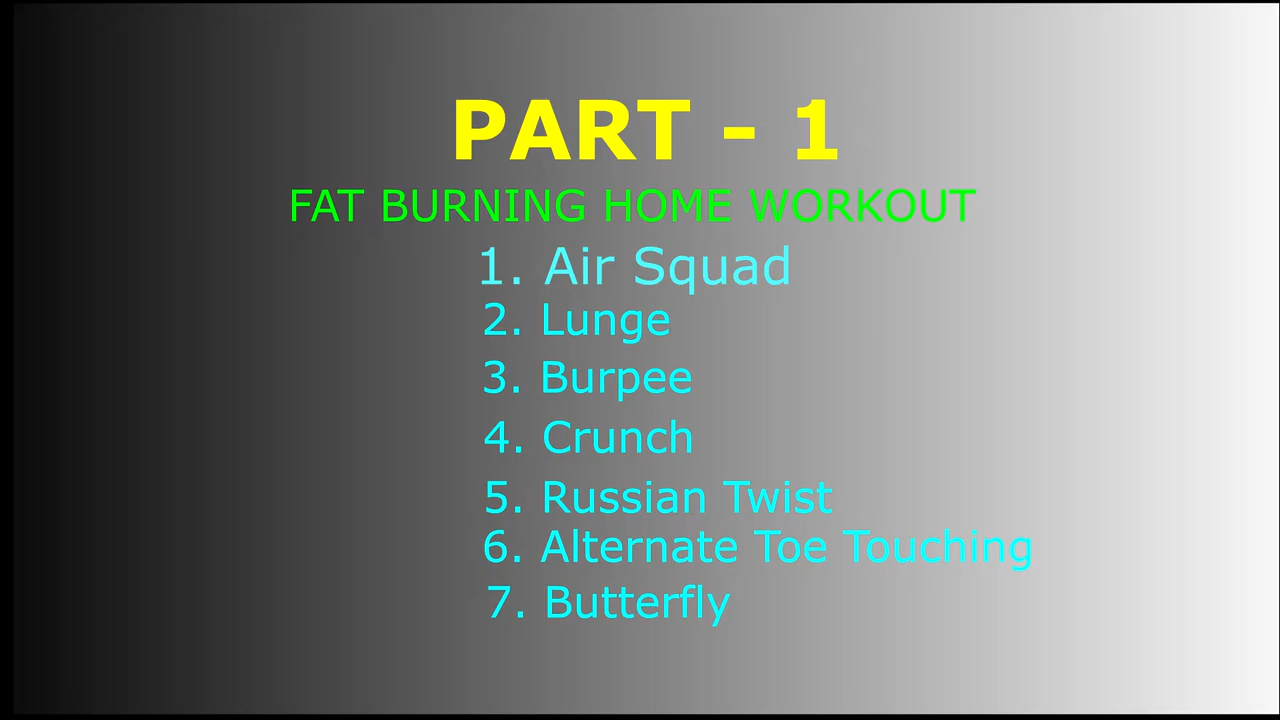 PART - 1
FAT BURNING HOME WORKOUT
1. Air Squad
2. Lunge
3. Burpee
4. Crunch
5. Russian Twist
6. Alternate Toe Touching
7. Butterfly